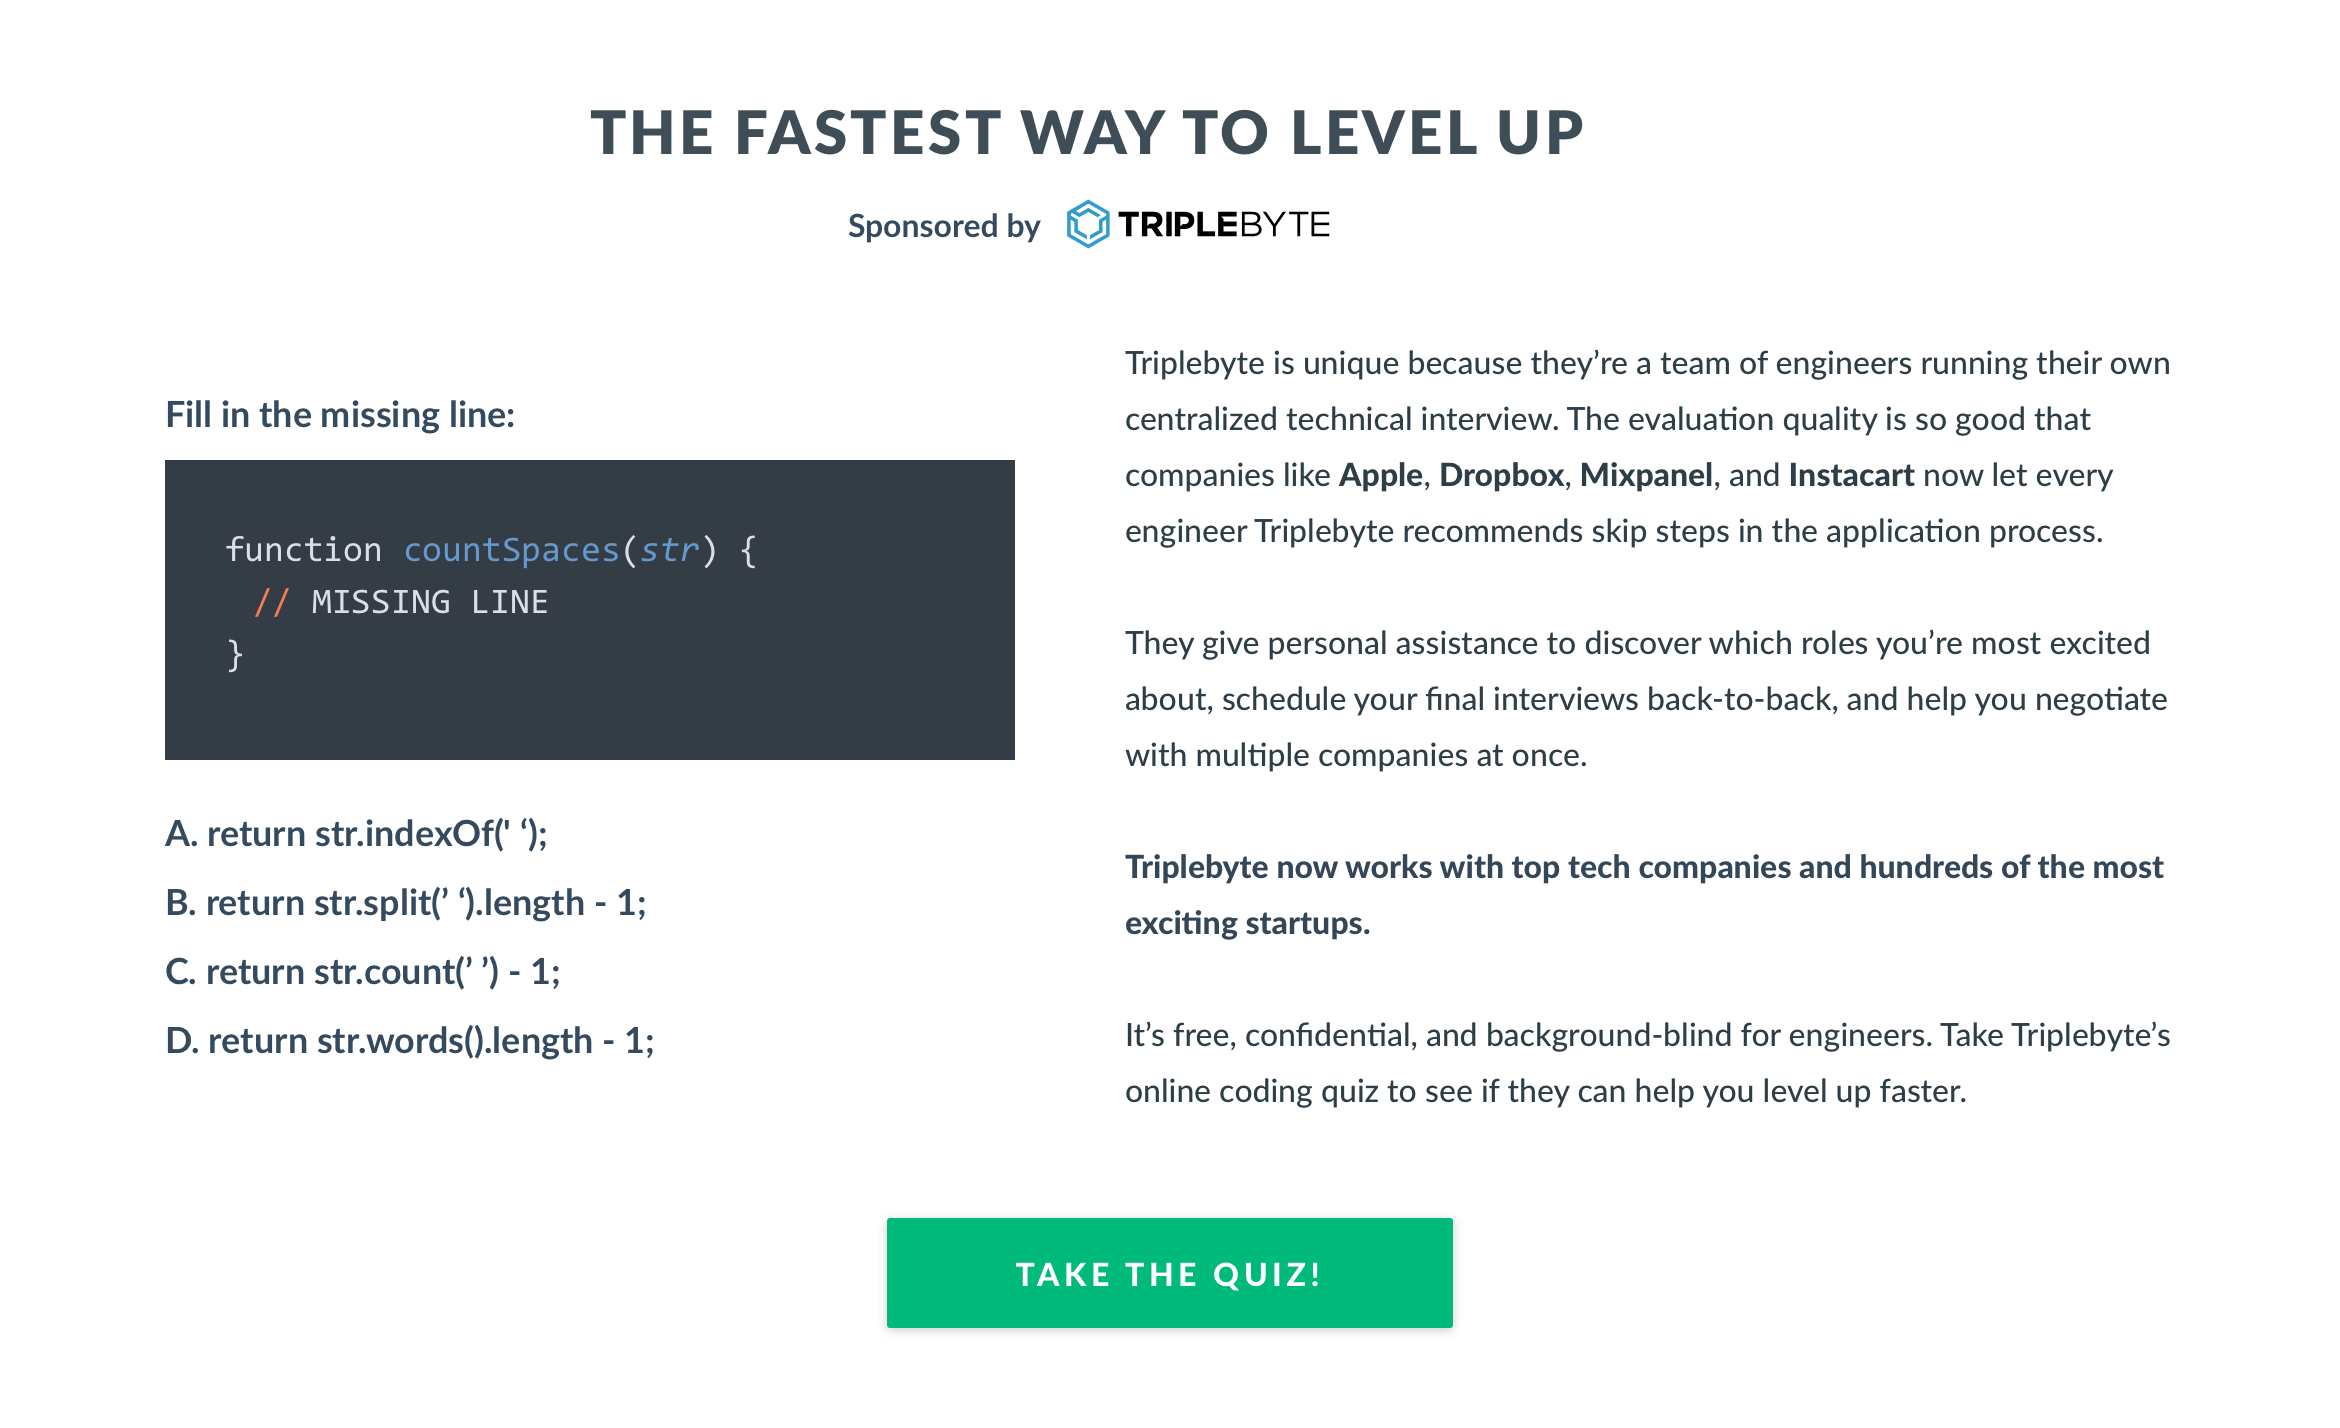 THE FASTEST WAY TO LEVEL UP
Sponsored by TRIPLEBYTE
Fill in the missing line:
function countSpaces(str) {
// MISSING LINE
}
A. return str.indexOf(' ‘);
B. return str.split(’ ‘).length - 1;
C. return str.count(’ ’) - 1;
D. return str.words().length - 1;
Triplebyte is unique because they’re a team of engineers running their own
centralized technical interview. The evaluation quality is so good that
companies like Apple, Dropbox, Mixpanel, and Instacart now let every
engineer Triplebyte recommends skip steps in the application process.
They give personal assistance to discover which roles you’re most excited
about, schedule your final interviews back-to-back, and help you negotiate
with multiple companies at once.
Triplebyte now works with top tech companies and hundreds of the most
exciting startups.
It’s free, confidential, and background-blind for engineers. Take Triplebyte’s
online coding quiz to see if they can help you level up faster.
TAKE THE QUIZ!